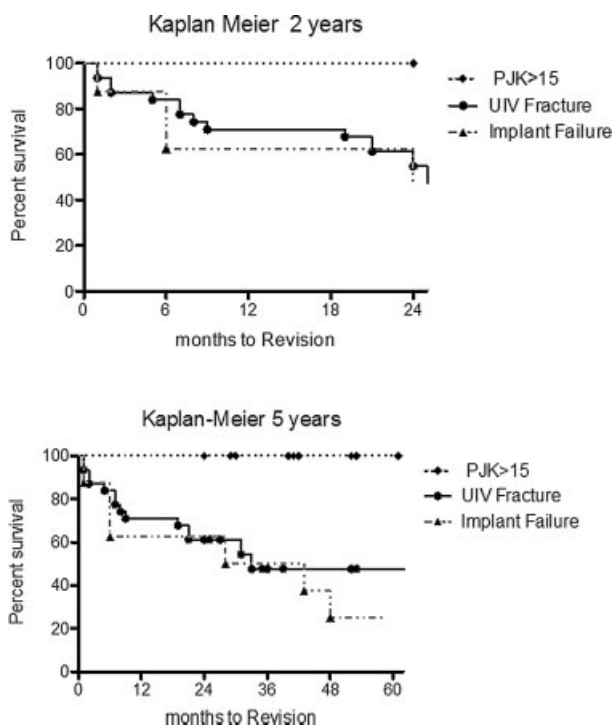 Kaplan Meier 2 years
100
80
60
40
20
0
Percent survival
0 6 12 18 24
months to Revision
PJK>15
UIV Fracture
Implant Failure
Kaplan-Meier 5 years
100
80
60
40
20
0
Percent survival
0 12 24 36 48 60
months to Revision
PJK>15
UIV Fracture
Implant Failure